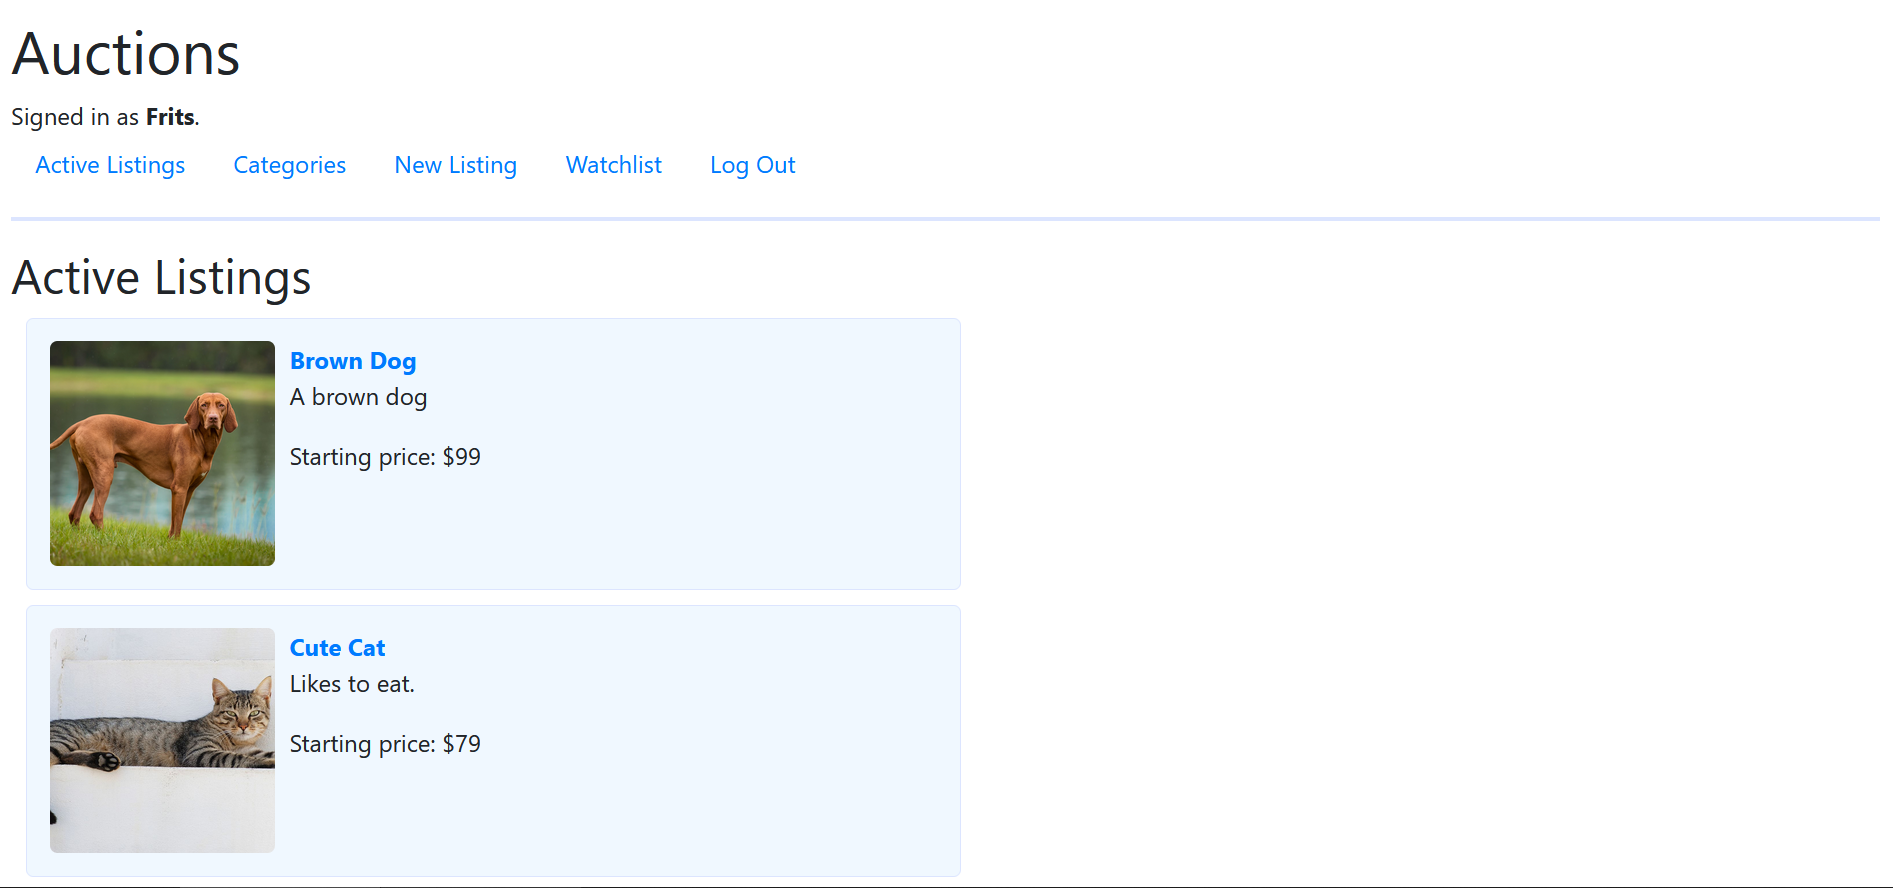 Auctions
Signed in as Frits.
Active Listings Categories New Listing Watchlist Log Out
Active Listings
Brown Dog
A brown dog
Starting price: $99
Cute Cat
Likes to eat.
Starting price: $79